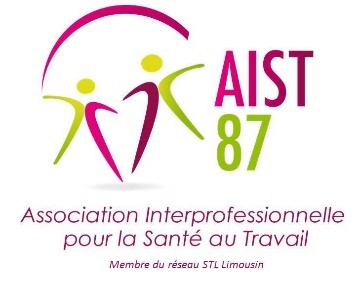 AIST
87
Association Interprofessionnelle
pour la Santé au Travail
Membre du réseau STL Limousin